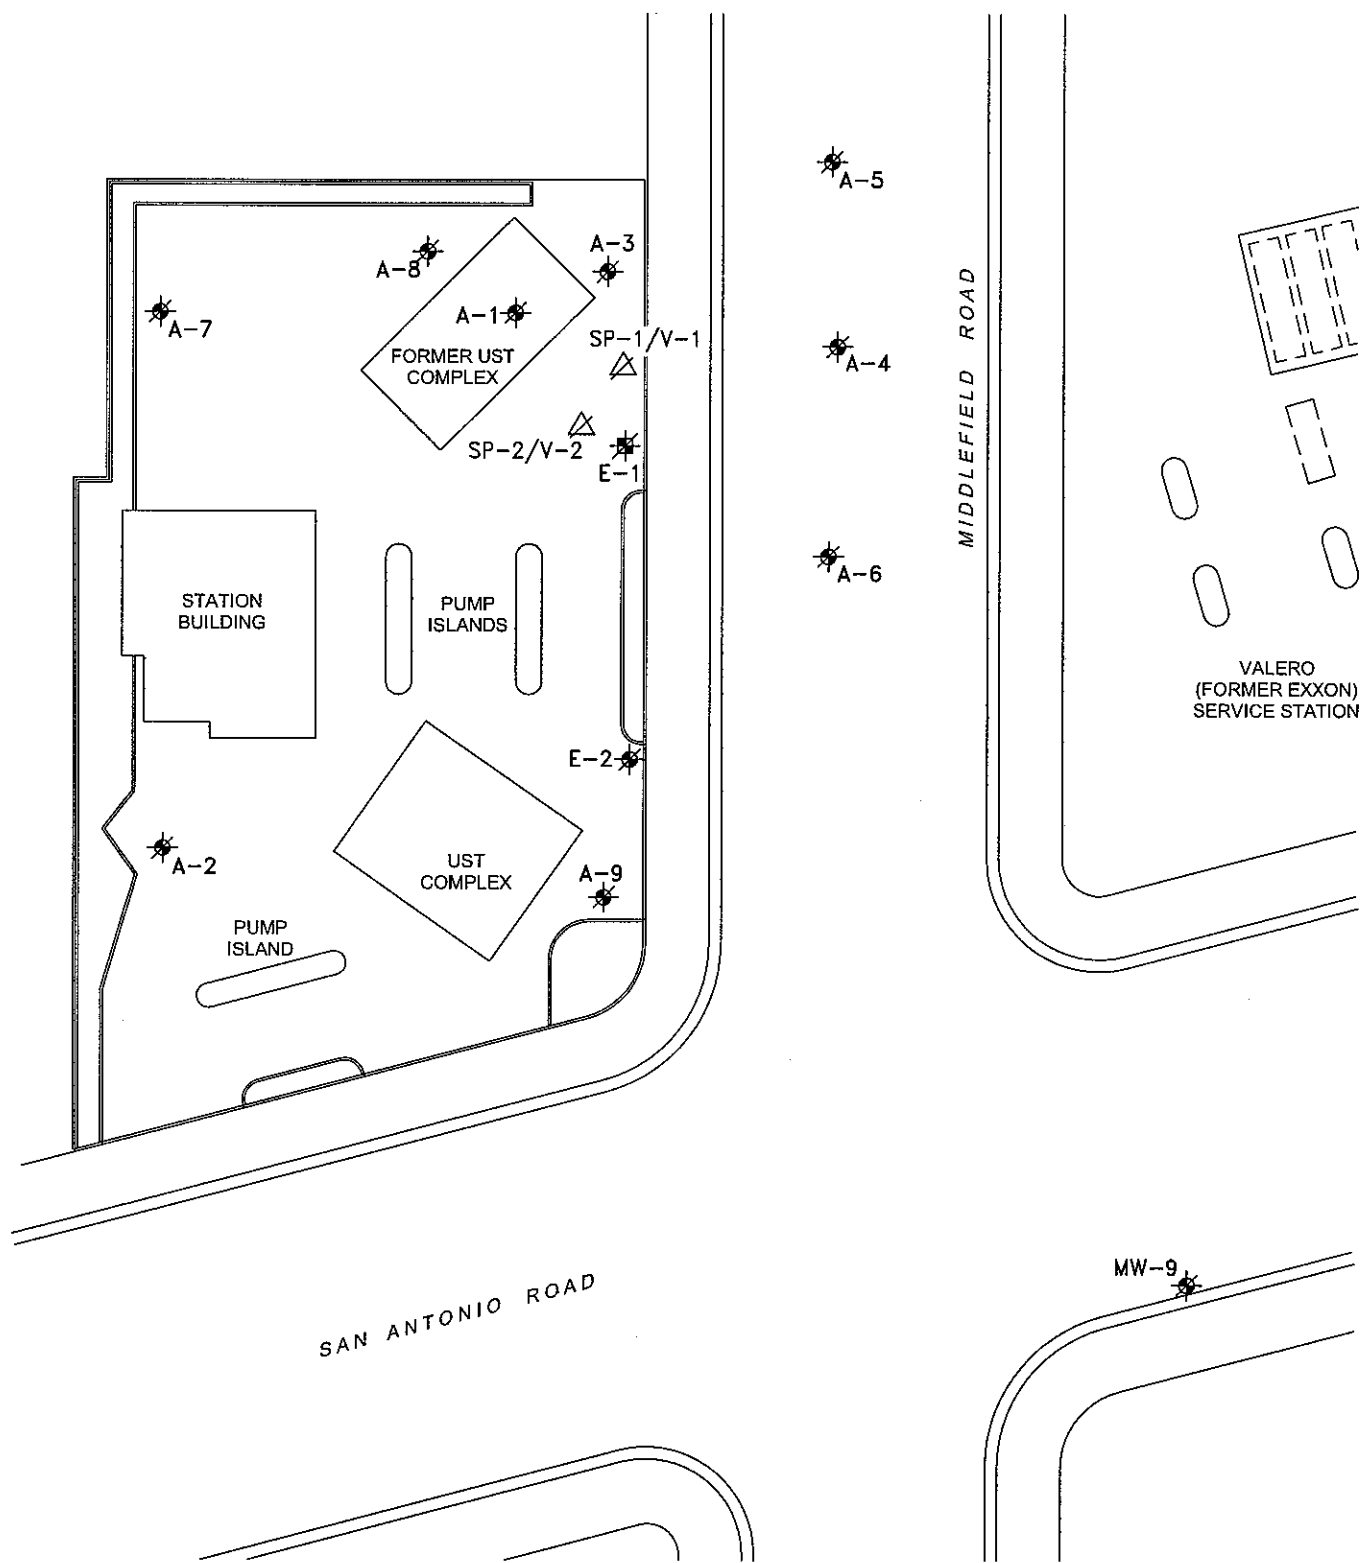 A-5
A-3
A-8
A-1
A-7
SP-1/V-1
FORMER UST
COMPLEX
A-4
MIDDLEFIELD ROAD
SP-2/V-2
E-1
A-6
STATION
BUILDING
PUMP
ISLANDS
VALERO
(FORMER EXXON)
SERVICE STATION
E-2
A-2
UST
COMPLEX
A-9
PUMP
ISLAND
MW-9
SAN ANTONIO ROAD